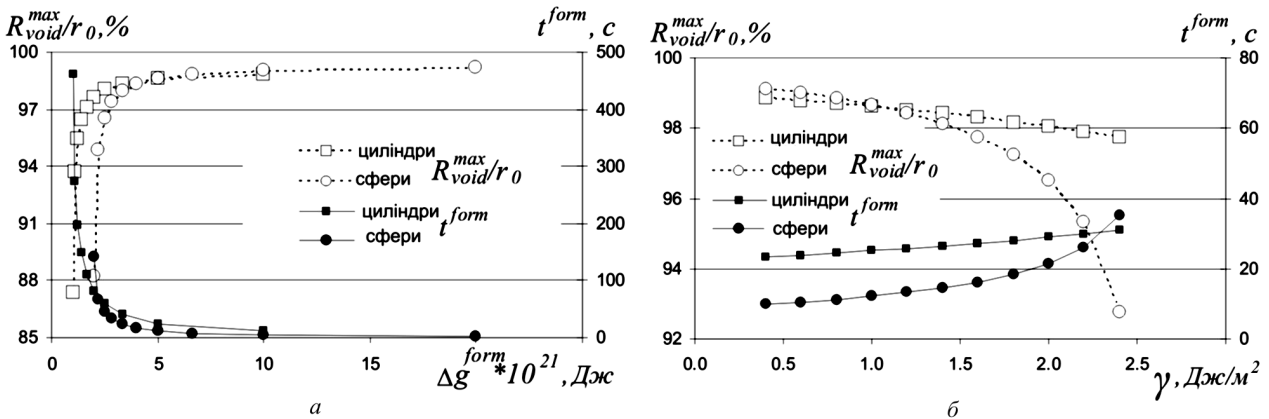 R_void^max/r_0, %
t^form, с
100
97
94
91
88
85
500
400
300
200
100
0
циліндри
сфери
R_void^max/r_0
циліндри
сфери
t^form
0
5
10
15
Δg^form*10^21, Дж
а
R_void^max/r_0, %
t^form, с
100
98
96
94
92
80
60
40
20
0
циліндри
сфери
R_void^max/r_0
циліндри
сфери
t^form
0.0
0.5
1.0
1.5
2.0
2.5
γ, Дж/м^2
б